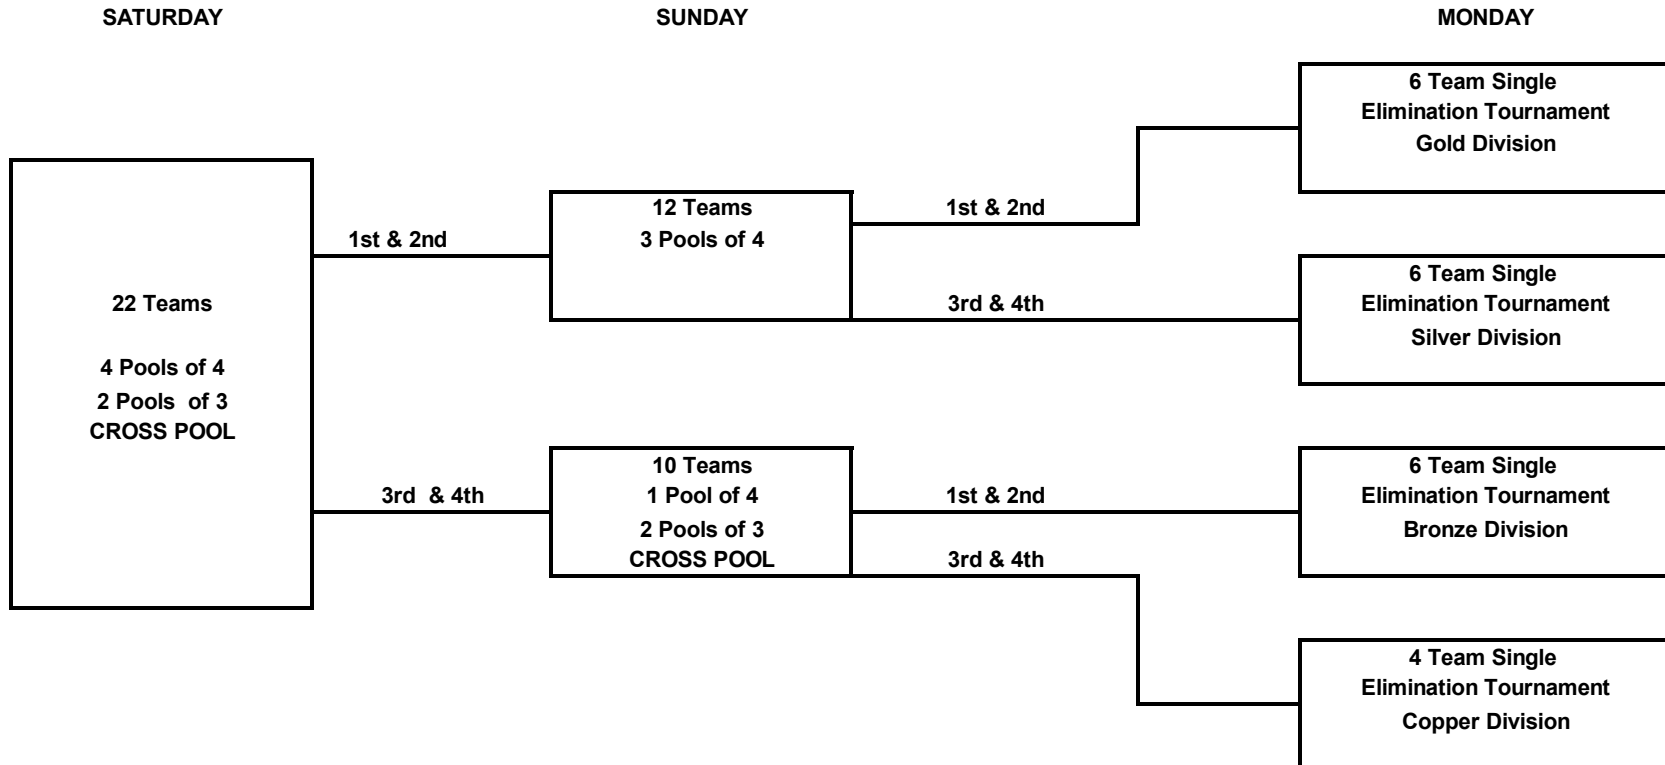 SATURDAY
SUNDAY
MONDAY
22 Teams
4 Pools of 4
2 Pools  of 3
CROSS POOL
1st & 2nd
3rd  & 4th
12 Teams
3 Pools of 4
10 Teams
1 Pool of 4
2 Pools of 3
CROSS POOL
1st & 2nd
3rd & 4th
1st & 2nd
3rd & 4th
6 Team Single
Elimination Tournament
Gold Division
6 Team Single
Elimination Tournament
Silver Division
6 Team Single
Elimination Tournament
Bronze Division
4 Team Single
Elimination Tournament
Copper Division